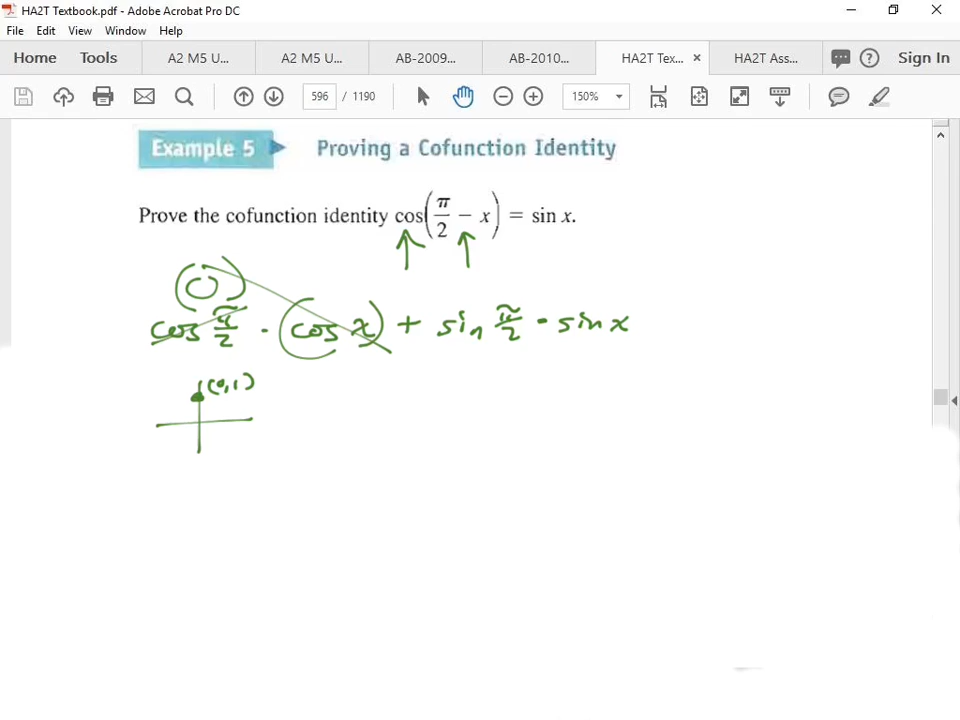 HA2T Textbook.pdf - Adobe Acrobat Pro DC
File Edit View Window Help
Home Tools A2 M5 U... A2 M5 U... AB-2009... AB-2010... HA2T Tex... × HA2T Ass... Sign In
596 / 1190 150%
Example 5 Proving a Cofunction Identity
Prove the cofunction identity cos(π/2 − x) = sin x.
(0)
cos π/2 · (cos x) + sin π/2 · sin x
(0,1)